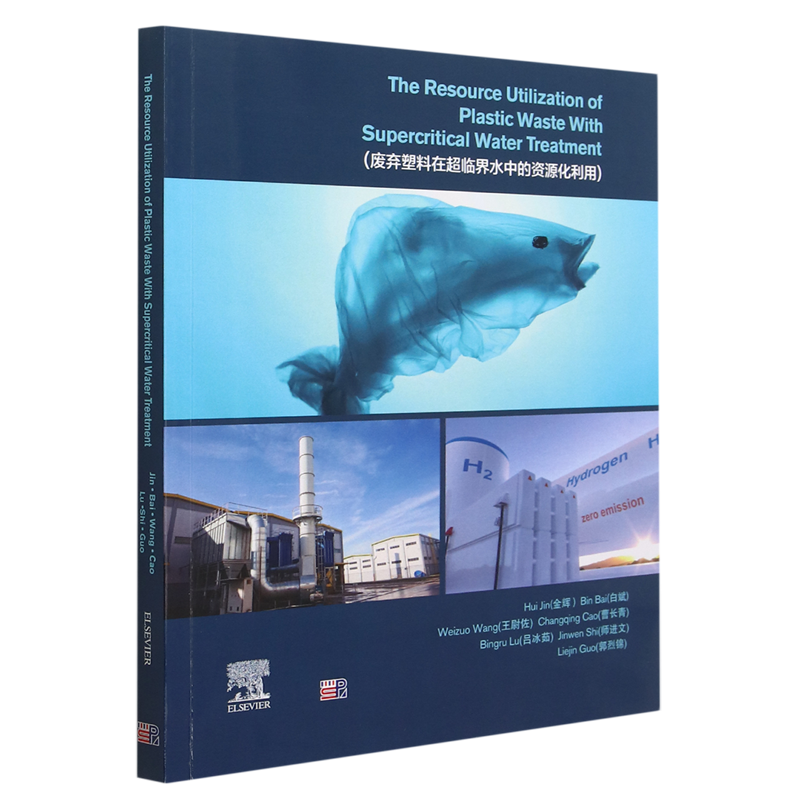 The Resource Utilization of
Plastic Waste With
Supercritical Water Treatment
(废弃塑料在超临界水中的资源化利用)
H2
Hydrogen
H
zero emission
Hui Jin(金辉) Bin Bai(白斌)
Weizuo Wang(王尉佐) Changqing Cao(曹长青)
Bingru Lu(吕冰茹) Jinwen Shi(师进文)
Liejin Guo(郭烈锦)
ELSEVIER
The Resource Utilization of Plastic Waste With Supercritical Water Treatment
Jin • Bai • Wang • Cao
Lu • Shi • Guo
ELSEVIER